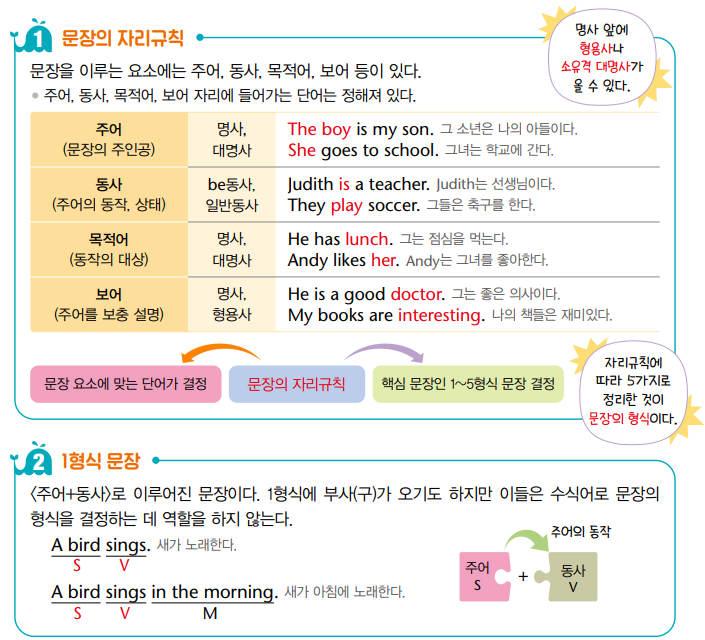 1 문장의 자리규칙
명사 앞에
형용사나
소유격 대명사가
올 수 있다.
문장을 이루는 요소에는 주어, 동사, 목적어, 보어 등이 있다.
● 주어, 동사, 목적어, 보어 자리에 들어가는 단어는 정해져 있다.
주어
(문장의 주인공)
명사,
대명사
The boy is my son. 그 소년은 나의 아들이다.
She goes to school. 그녀는 학교에 간다.
동사
(주어의 동작, 상태)
be동사,
일반동사
Judith is a teacher. Judith는 선생님이다.
They play soccer. 그들은 축구를 한다.
목적어
(동작의 대상)
명사,
대명사
He has lunch. 그는 점심을 먹는다.
Andy likes her. Andy는 그녀를 좋아한다.
보어
(주어를 보충 설명)
명사,
형용사
He is a good doctor. 그는 좋은 의사이다.
My books are interesting. 나의 책들은 재미있다.
문장 요소에 맞는 단어가 결정
문장의 자리규칙
핵심 문장인 1~5형식 문장 결정
자리규칙에
따라 5가지로
정리한 것이
문장의 형식이다.
2 1형식 문장
〈주어+동사〉로 이루어진 문장이다. 1형식에 부사(구)가 오기도 하지만 이들은 수식어로 문장의
형식을 결정하는 데 역할을 하지 않는다.
A bird sings. 새가 노래한다.
S V
A bird sings in the morning. 새가 아침에 노래한다.
S V M
주어의 동작
주어
S
+
동사
V